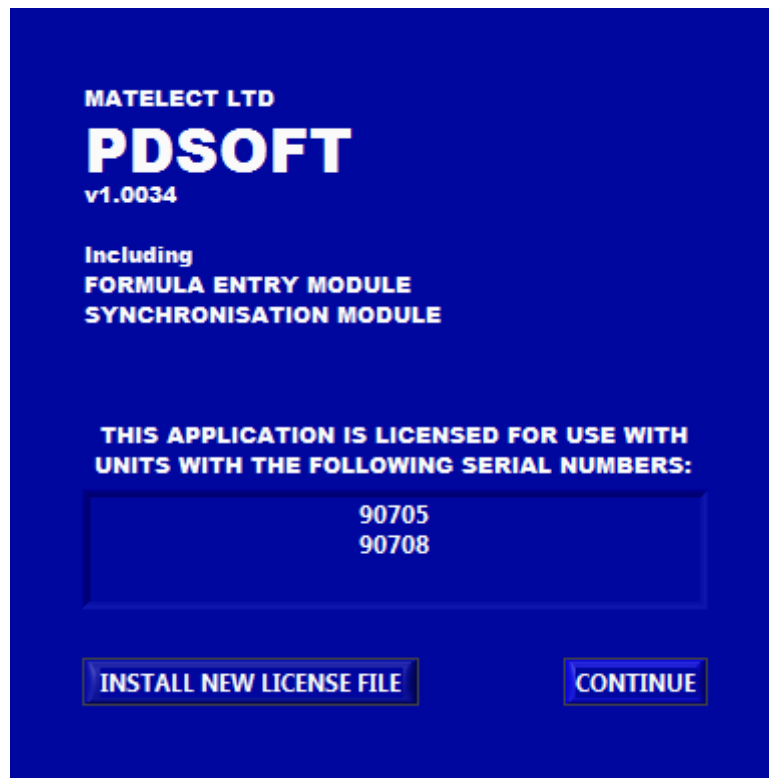 MATELECT LTD
PDSOFT
v1.0034
Including
FORMULA ENTRY MODULE
SYNCHRONISATION MODULE
THIS APPLICATION IS LICENSED FOR USE WITH
UNITS WITH THE FOLLOWING SERIAL NUMBERS:
90705
90708
INSTALL NEW LICENSE FILE
CONTINUE